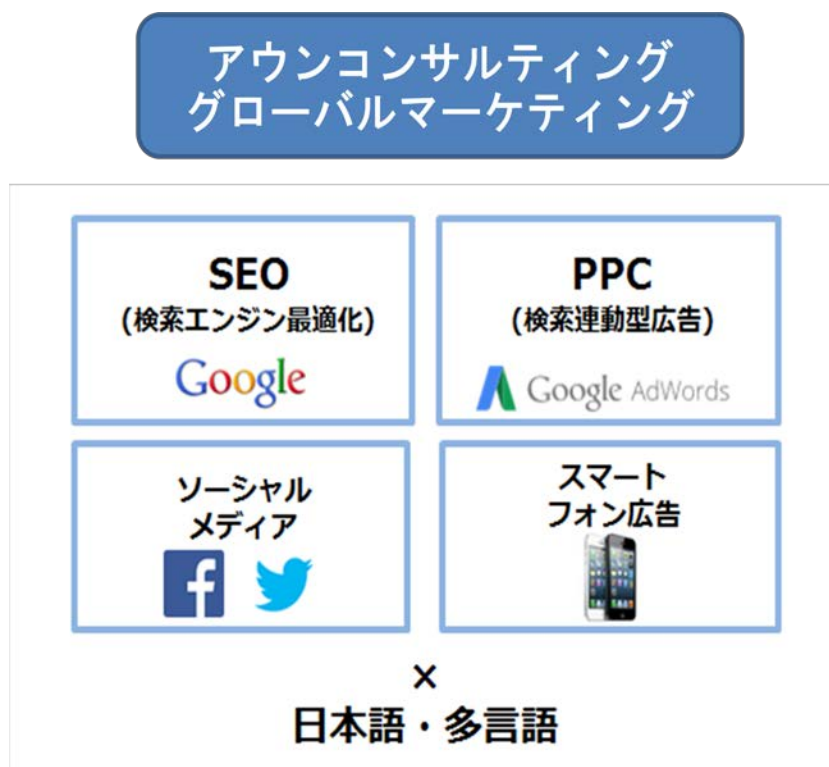 アウンコンサルティング
グローバルマーケティング
SEO
(検索エンジン最適化)
Google
PPC
(検索連動型広告)
Google AdWords
ソーシャル
メディア
f
スマート
フォン広告
×
日本語・多言語